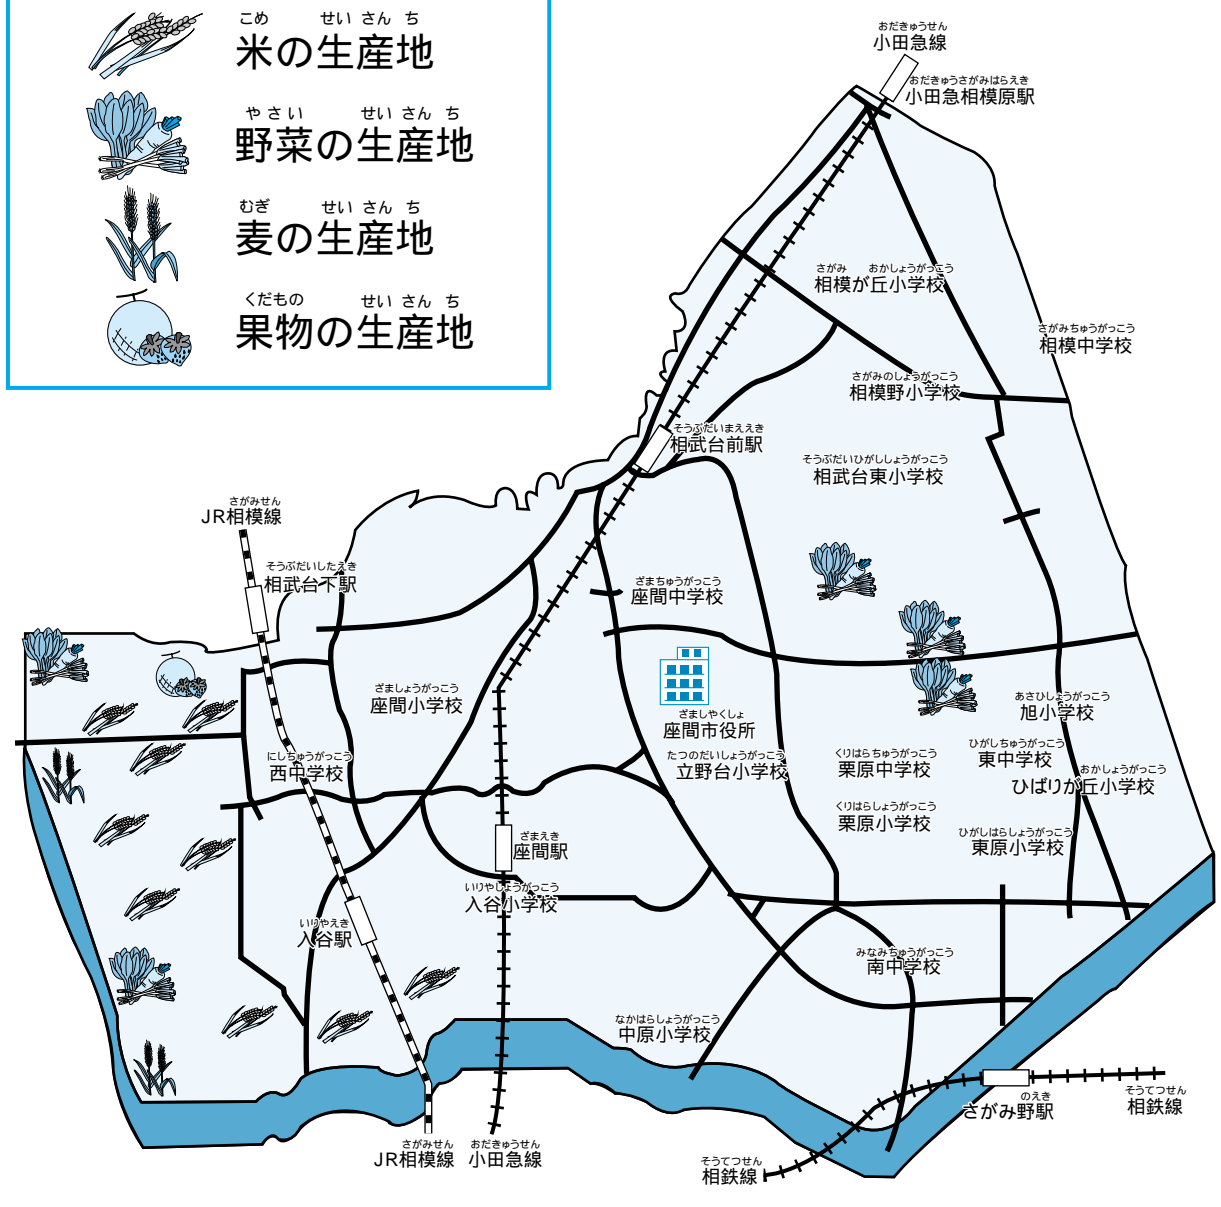 こめ せいさんち
米の生産地
やさい せいさんち
野菜の生産地
むぎ せいさんち
麦の生産地
くだもの せいさんち
果物の生産地
おだきゅうせん
小田急線
おだきゅうさがみはらえき
小田急相模原駅
さがみ おかしょうがっこう
相模が丘小学校
さがみちゅうがっこう
相模中学校
さがみのしょうがっこう
相模野小学校
そうぶだいまええき
相武台前駅
そうぶだいひがししょうがっこう
相武台東小学校
さがみせん
JR相模線
そうぶだいしたえき
相武台下駅
ざまちゅうがっこう
座間中学校
ざましょうがっこう
座間小学校
ざましやくしょ
座間市役所
あさひしょうがっこう
旭小学校
にしちゅうがっこう
西中学校
たつのだいしょうがっこう
立野台小学校
くりはらちゅうがっこう
栗原中学校
ひがしちゅうがっこう
東中学校
おかしょうがっこう
ひばりが丘小学校
くりはらしょうがっこう
栗原小学校
ひがしはらしょうがっこう
東原小学校
ざまえき
座間駅
いりやしょうがっこう
入谷小学校
いりやえき
入谷駅
みなみちゅうがっこう
南中学校
なかはらしょうがっこう
中原小学校
のえき
さがみ野駅
そうてつせん
相鉄線
さがみせん
JR相模線
おだきゅうせん
小田急線
そうてつせん
相鉄線